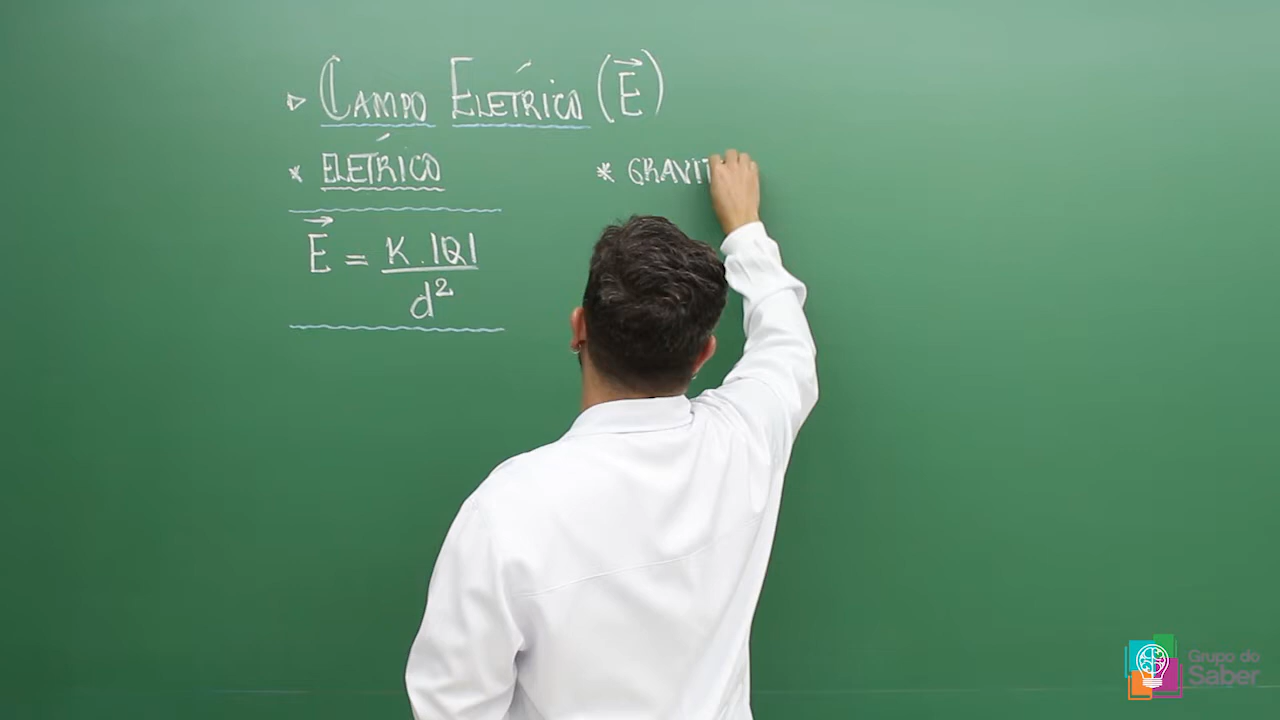 ▷ CAMPO ELÉTRICO (E⃗)
* ELÉTRICO
* GRAVIT
E⃗ = K . |Q| / d²
Grupo do
Saber